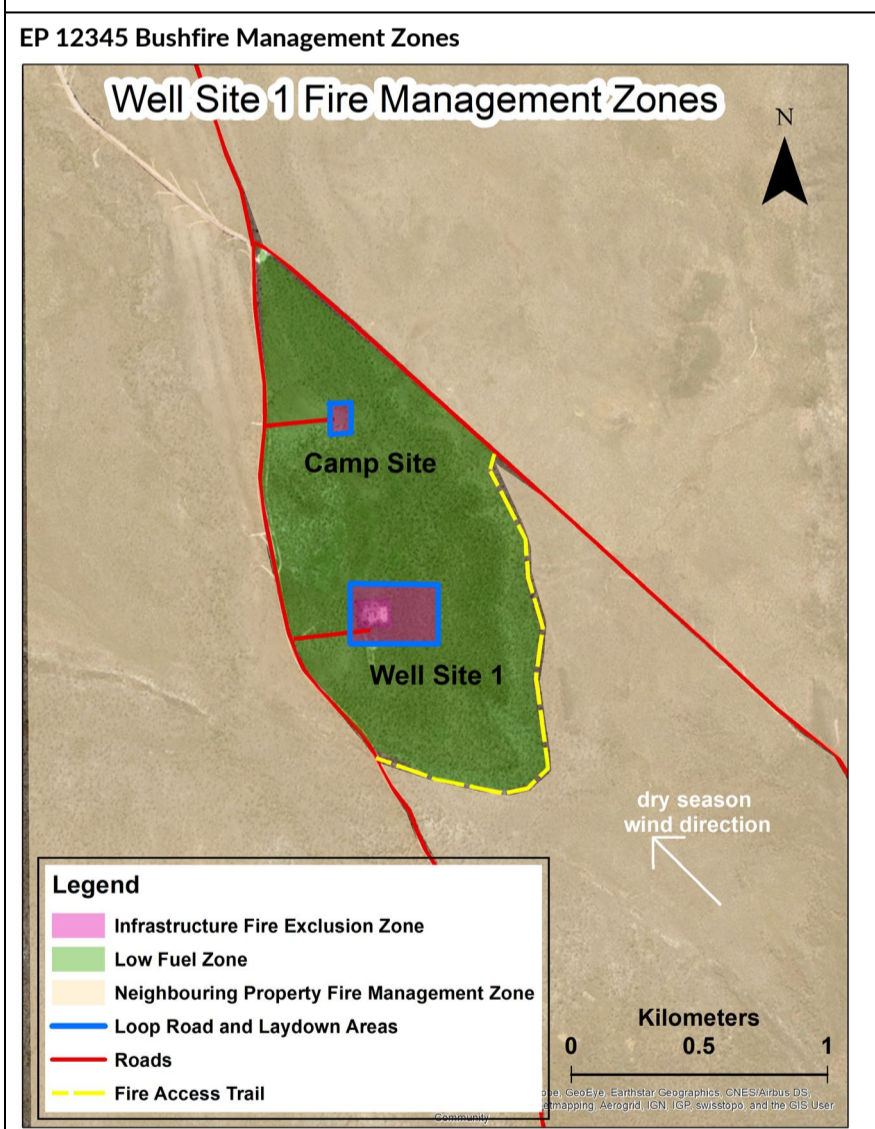 EP 12345 Bushfire Management Zones
Well Site 1 Fire Management Zones
N
Camp Site
Well Site 1
dry season
wind direction
Legend
Infrastructure Fire Exclusion Zone
Low Fuel Zone
Neighbouring Property Fire Management Zone
Loop Road and Laydown Areas
Roads
Fire Access Trail
Kilometers
0 0.5 1
GeoEye, Earthstar Geographics, CNES/Airbus DS,
Aerogrid, IGN, IGP, swisstopo, and the GIS User
Community